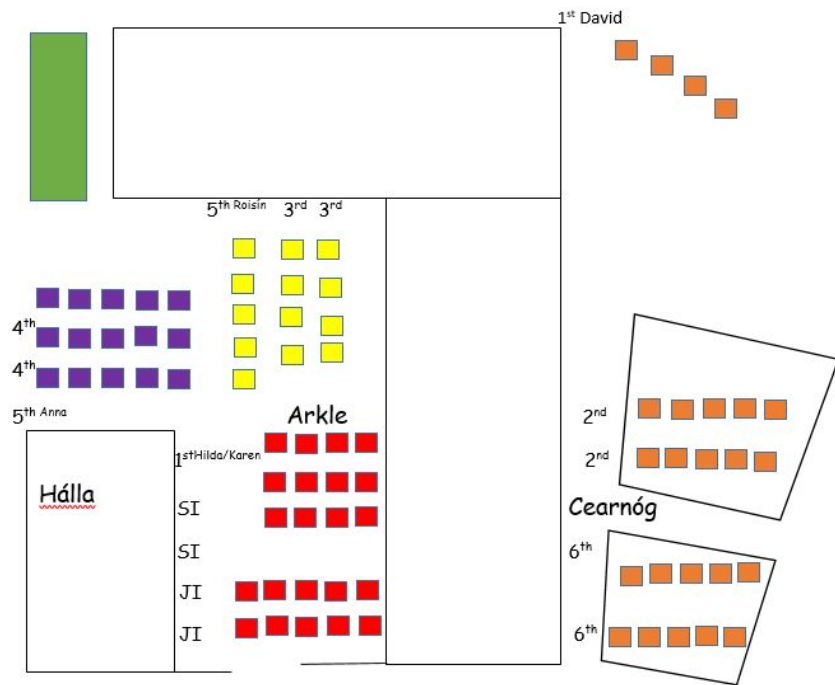 1st David
5th Roisín 3rd 3rd
4th
4th
5th Anna
Arkle
1stHilda/Karen
Hálla
SI
SI
JI
JI
2nd
2nd
Cearnóg
6th
6th